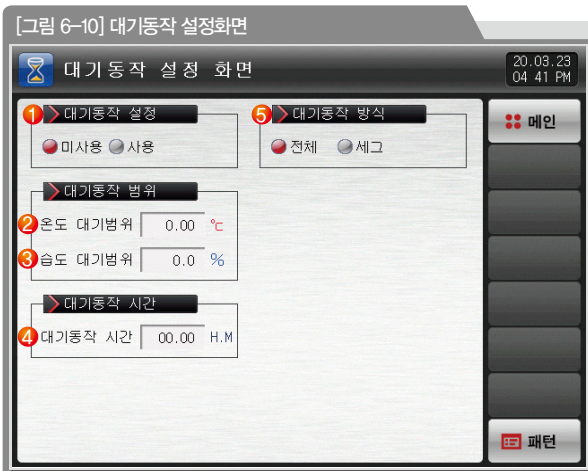 [그림 6-10] 대기동작 설정화면
대기동작 설정 화면
20.03.23
04 41 PM
1 대기동작 설정
미사용 사용
대기동작 범위
2 온도 대기범위 0.00 ℃
3 습도 대기범위 0.0 %
대기동작 시간
4 대기동작 시간 00.00 H.M
5 대기동작 방식
전체 세그
메인
패턴